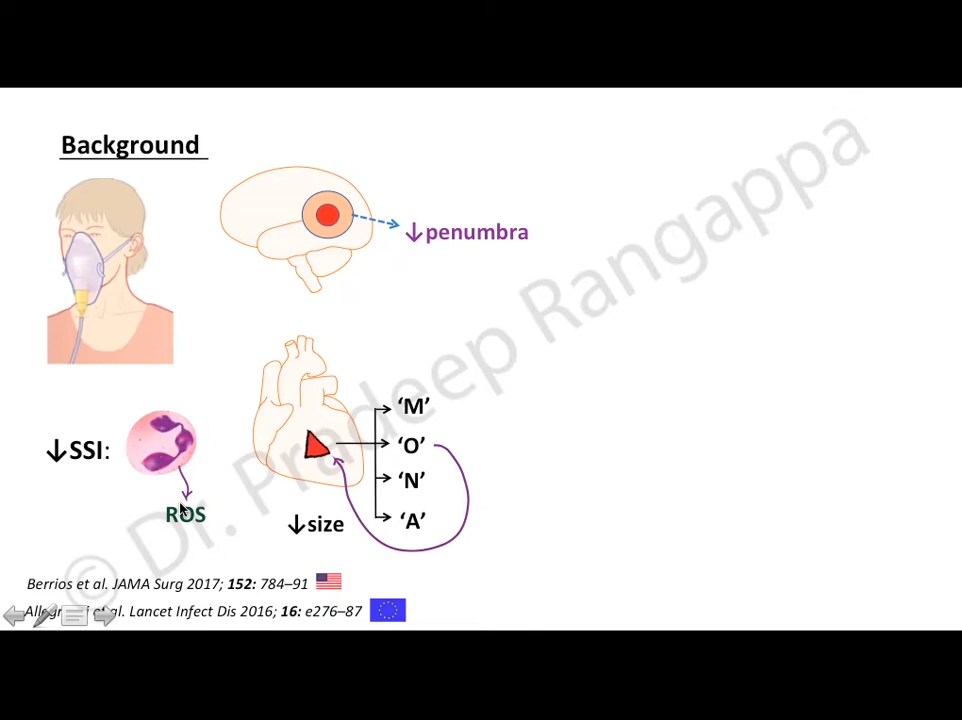 Background
↓penumbra
‘M’
↓SSI:
‘O’
‘N’
ROS
↓size
‘A’
Berrios et al. JAMA Surg 2017; 152: 784–91
et al. Lancet Infect Dis 2016; 16: e276–87
© Dr. Pradeep Rangappa